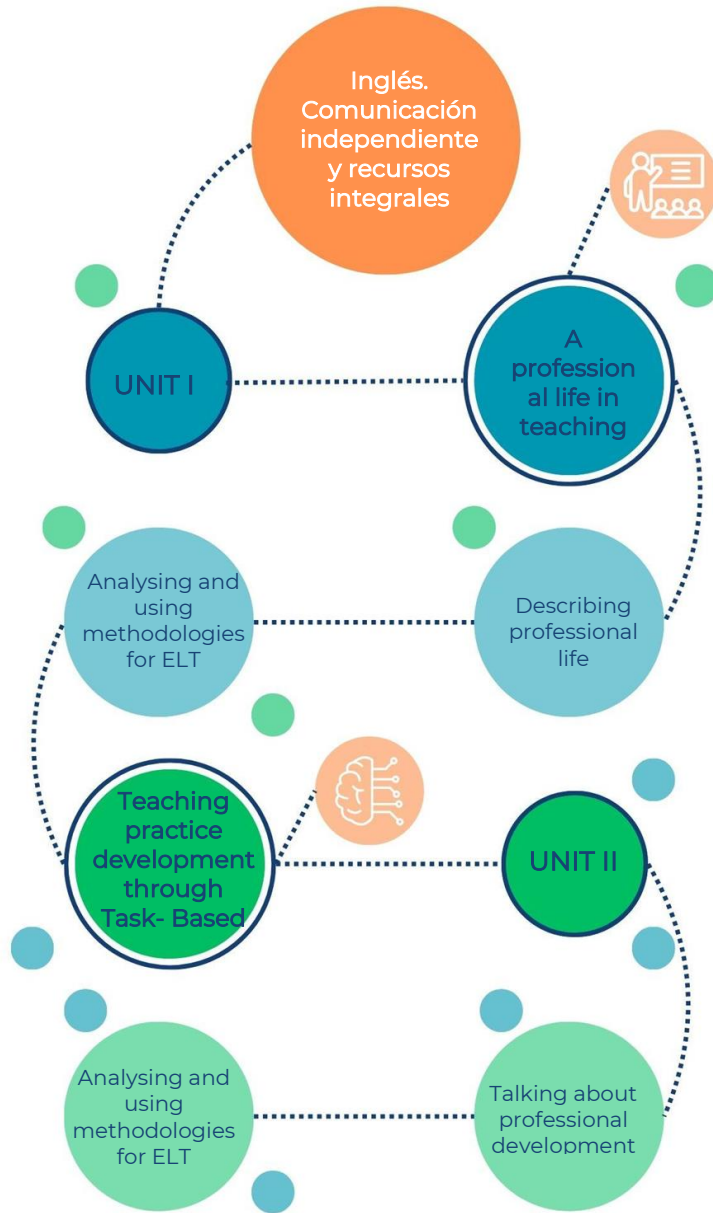 Inglés.
Comunicación
independiente
y recursos
integrales
UNIT I
A
profession
al life in
teaching
Analysing and
using
methodologies
for ELT
Describing
professional
life
Teaching
practice
development
through
Task- Based
UNIT II
Analysing and
using
methodologies
for ELT
Talking about
professional
development